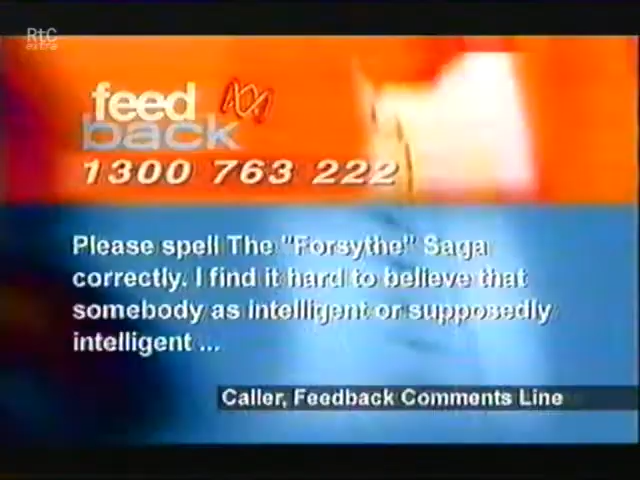 RtC
extra
feed
back
1300 763 222
Please spell The "Forsythe" Saga
correctly. I find it hard to believe that
somebody as intelligent or supposedly
intelligent ...
Caller, Feedback Comments Line